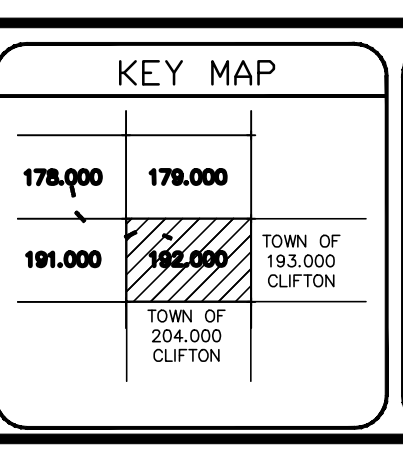 KEY MAP
178.000 179.000
191.000 192.000
TOWN OF
193.000
CLIFTON
TOWN OF
204.000
CLIFTON